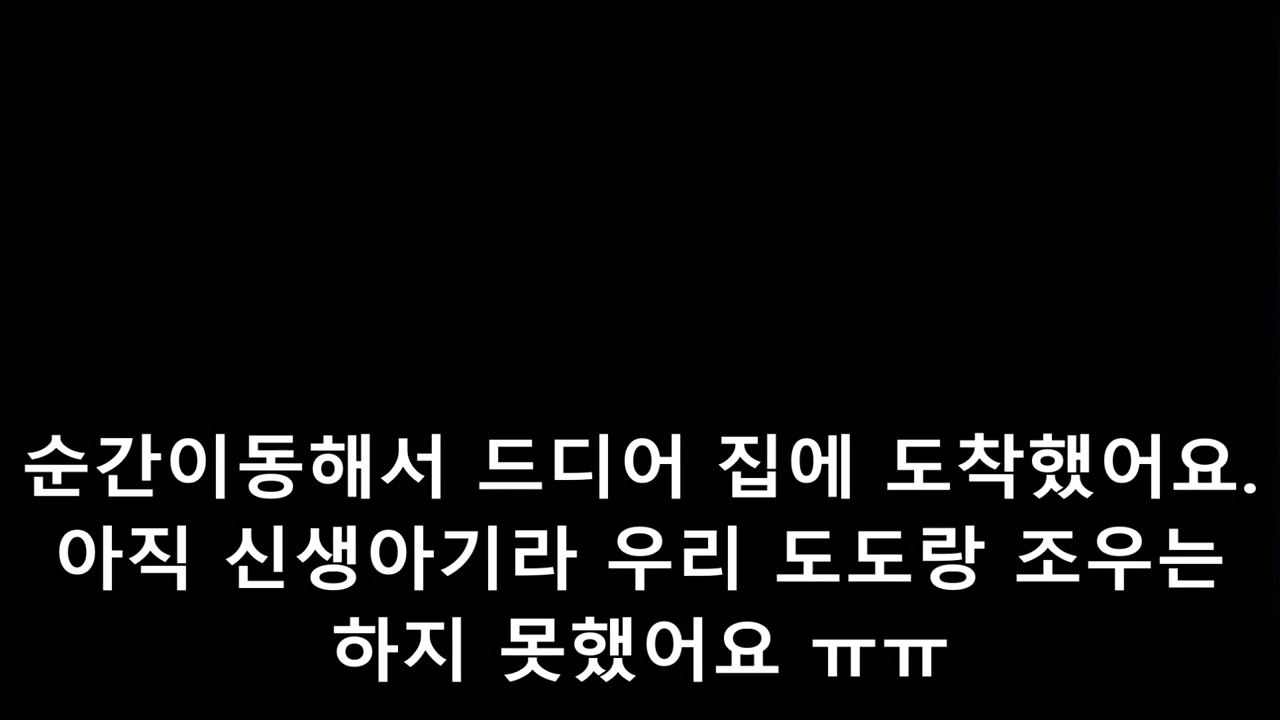 순간이동해서 드디어 집에 도착했어요.
아직 신생아기라 우리 도도랑 조우는
하지 못했어요 ㅠㅠ